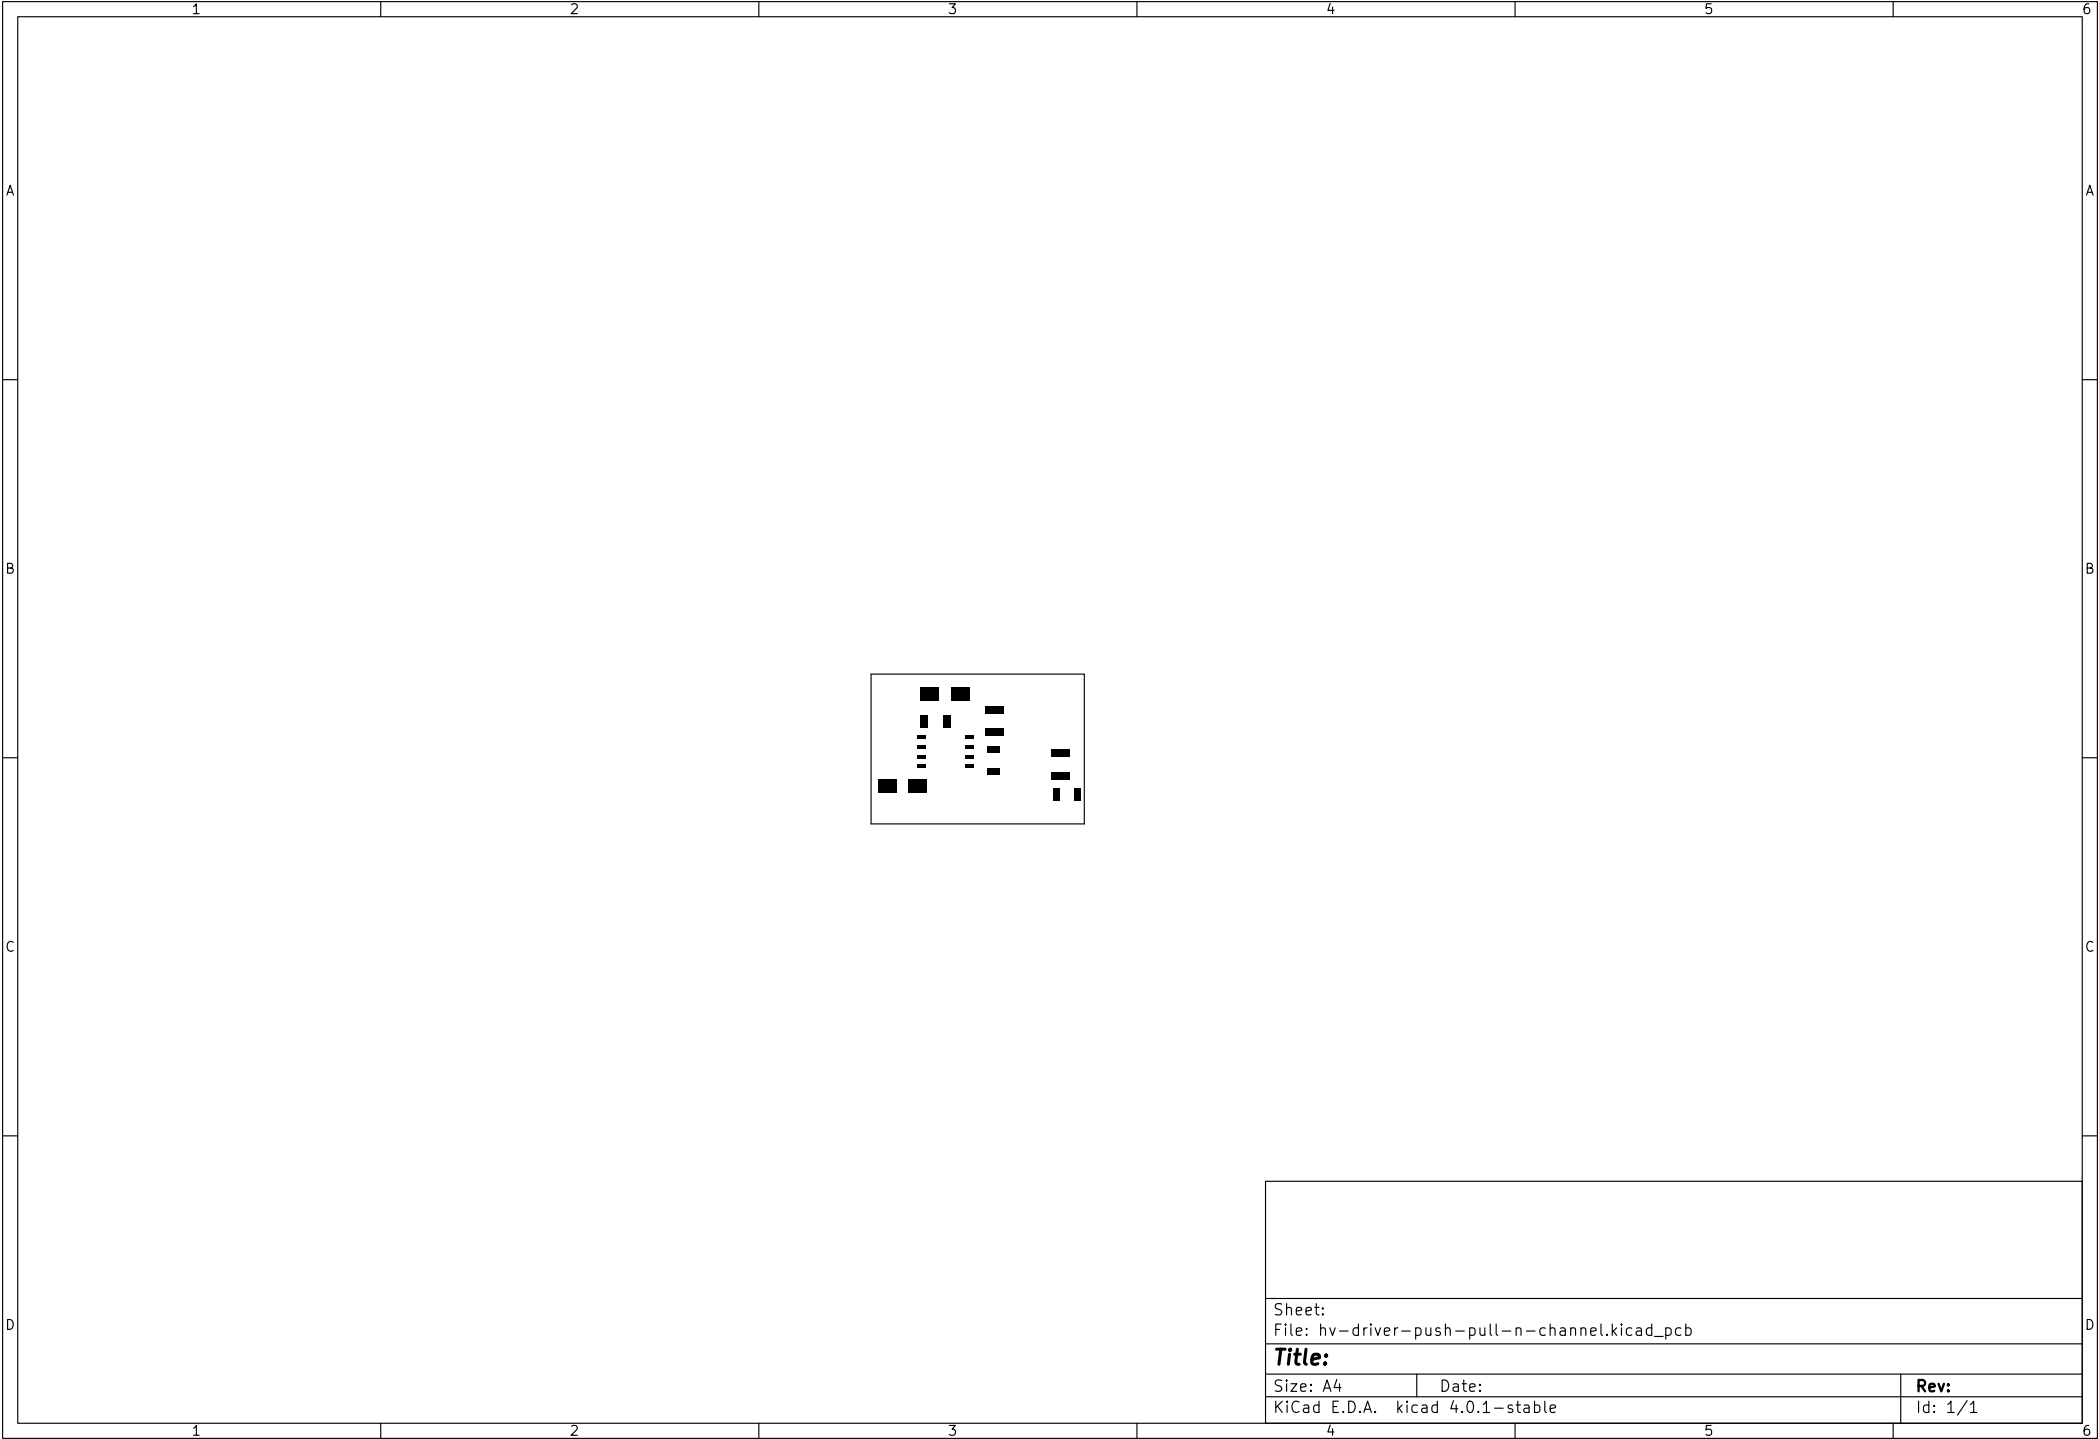 1 2 3 4 5 6
A A
B B
C C
D D
Sheet:
File: hv-driver-push-pull-n-channel.kicad_pcb
Title:
Size: A4 Date: Rev:
KiCad E.D.A. kicad 4.0.1-stable Id: 1/1
1 2 3 4 5 6